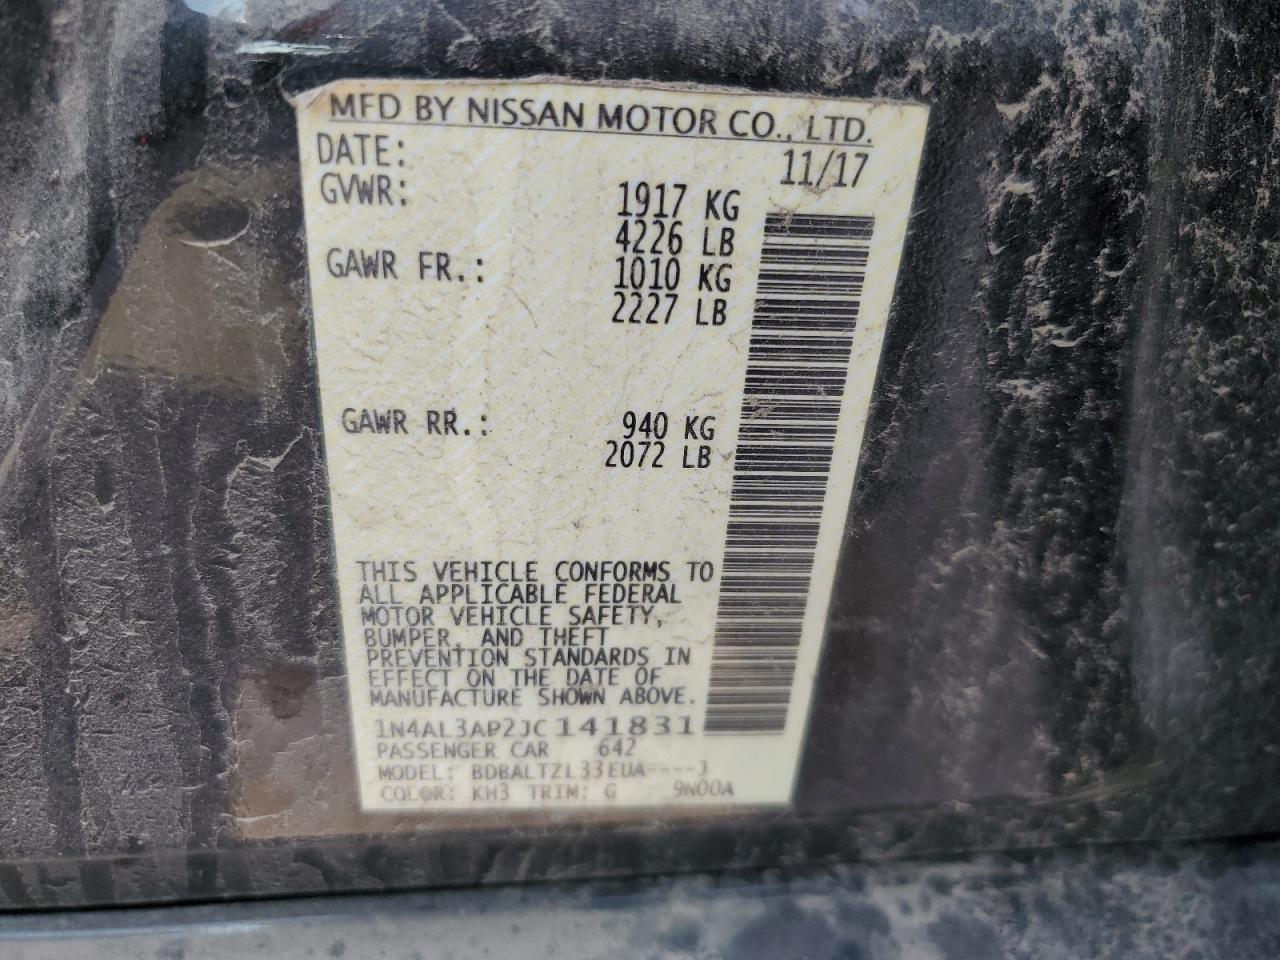 MFD BY NISSAN MOTOR CO., LTD.
DATE: 11/17
GVWR: 1917 KG
4226 LB
GAWR FR.: 1010 KG
2227 LB
GAWR RR.: 940 KG
2072 LB
THIS VEHICLE CONFORMS TO
ALL APPLICABLE FEDERAL
MOTOR VEHICLE SAFETY,
BUMPER, AND THEFT
PREVENTION STANDARDS IN
EFFECT ON THE DATE OF
MANUFACTURE SHOWN ABOVE.
1N4AL3AP2JC141831
PASSENGER CAR 642
MODEL: BDBALTZL33EUA----J
COLOR: KH3 TRIM: G 9N00A